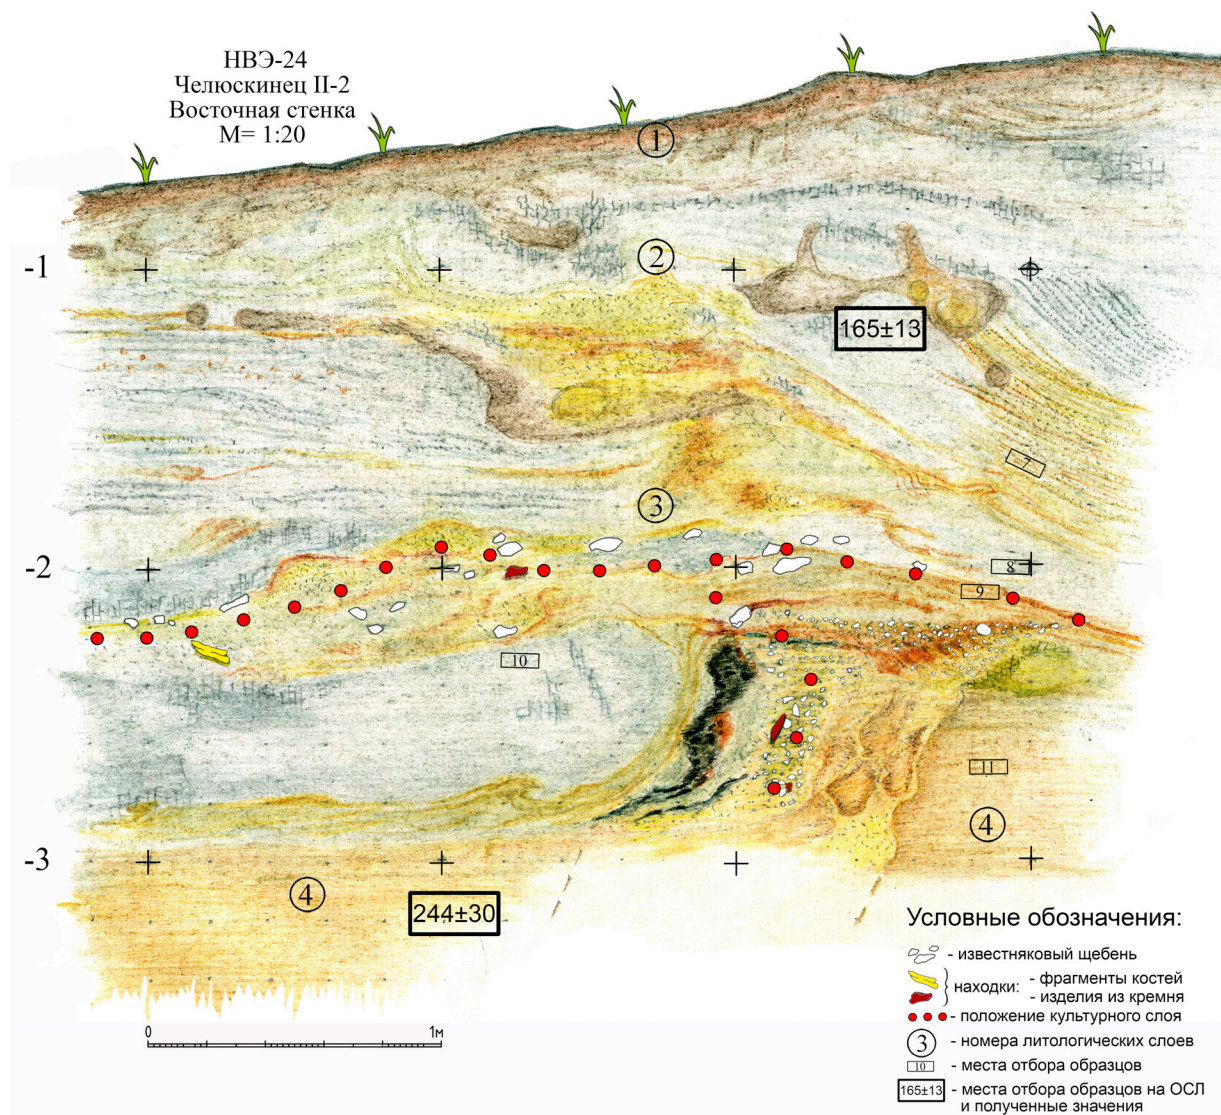 НВЭ-24
Челюскинец II-2
Восточная стенка
М= 1:20
1
2
-1
165±13
7
3
-2
8
9
10
11
4
-3
4
244±30
0
1м
Условные обозначения:
- известняковый щебень
находки:
- фрагменты костей
- изделия из кремня
- положение культурного слоя
3 - номера литологических слоев
10 - места отбора образцов
165±13 - места отбора образцов на ОСЛ
и полученные значения